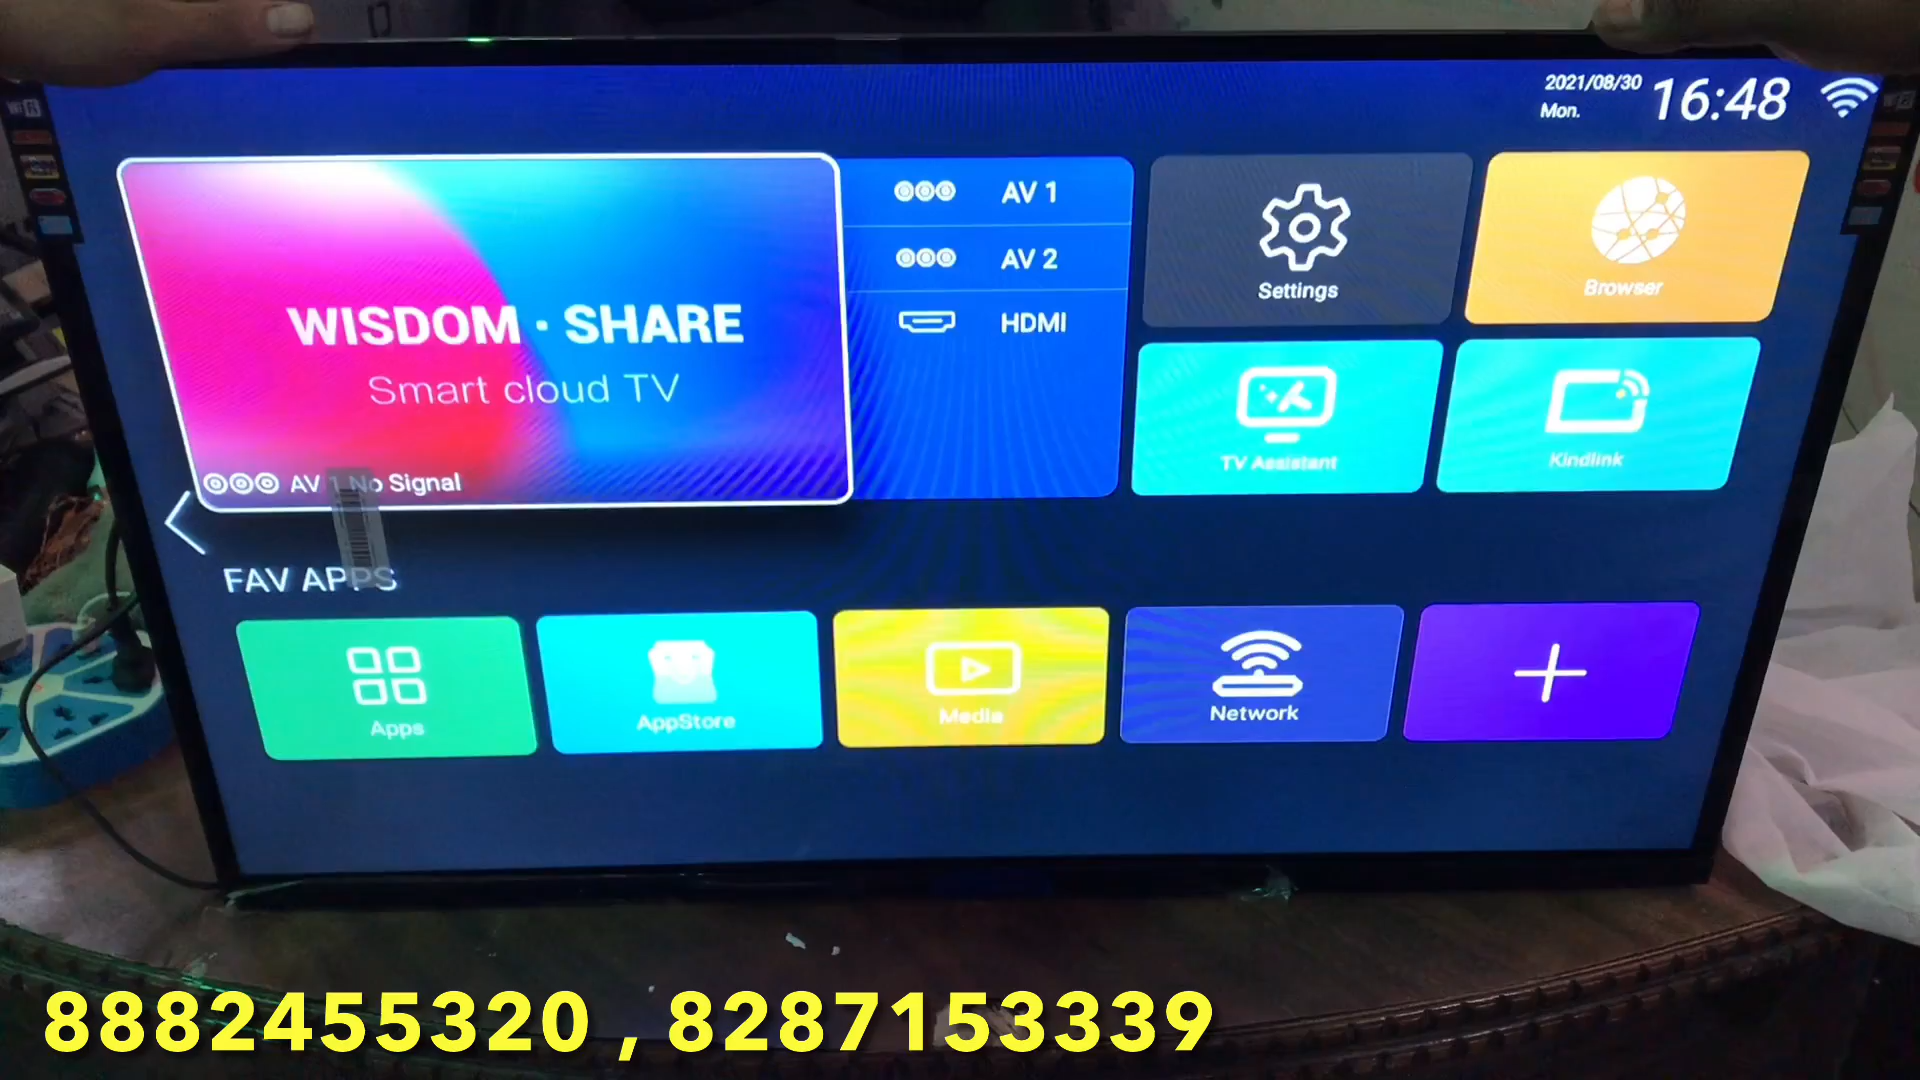 2021/08/30
Mon.
16:48
WISDOM · SHARE
Smart cloud TV
AV 1 No Signal
AV 1
AV 2
HDMI
Settings
Browser
TV Assistant
Kindlink
FAV APPS
Apps
AppStore
Media
Network
8882455320 , 8287153339